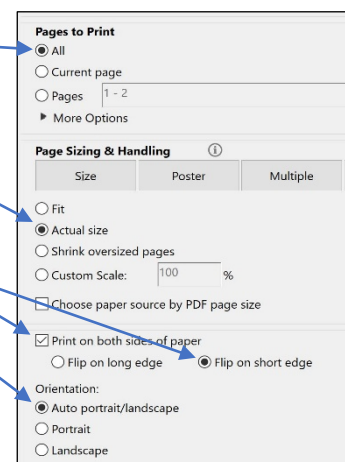 Pages to Print
All
Current page
Pages 1 - 2
More Options
Page Sizing & Handling
Size Poster Multiple
Fit
Actual size
Shrink oversized pages
Custom Scale: 100 %
Choose paper source by PDF page size
Print on both sides of paper
Flip on long edge Flip on short edge
Orientation:
Auto portrait/landscape
Portrait
Landscape